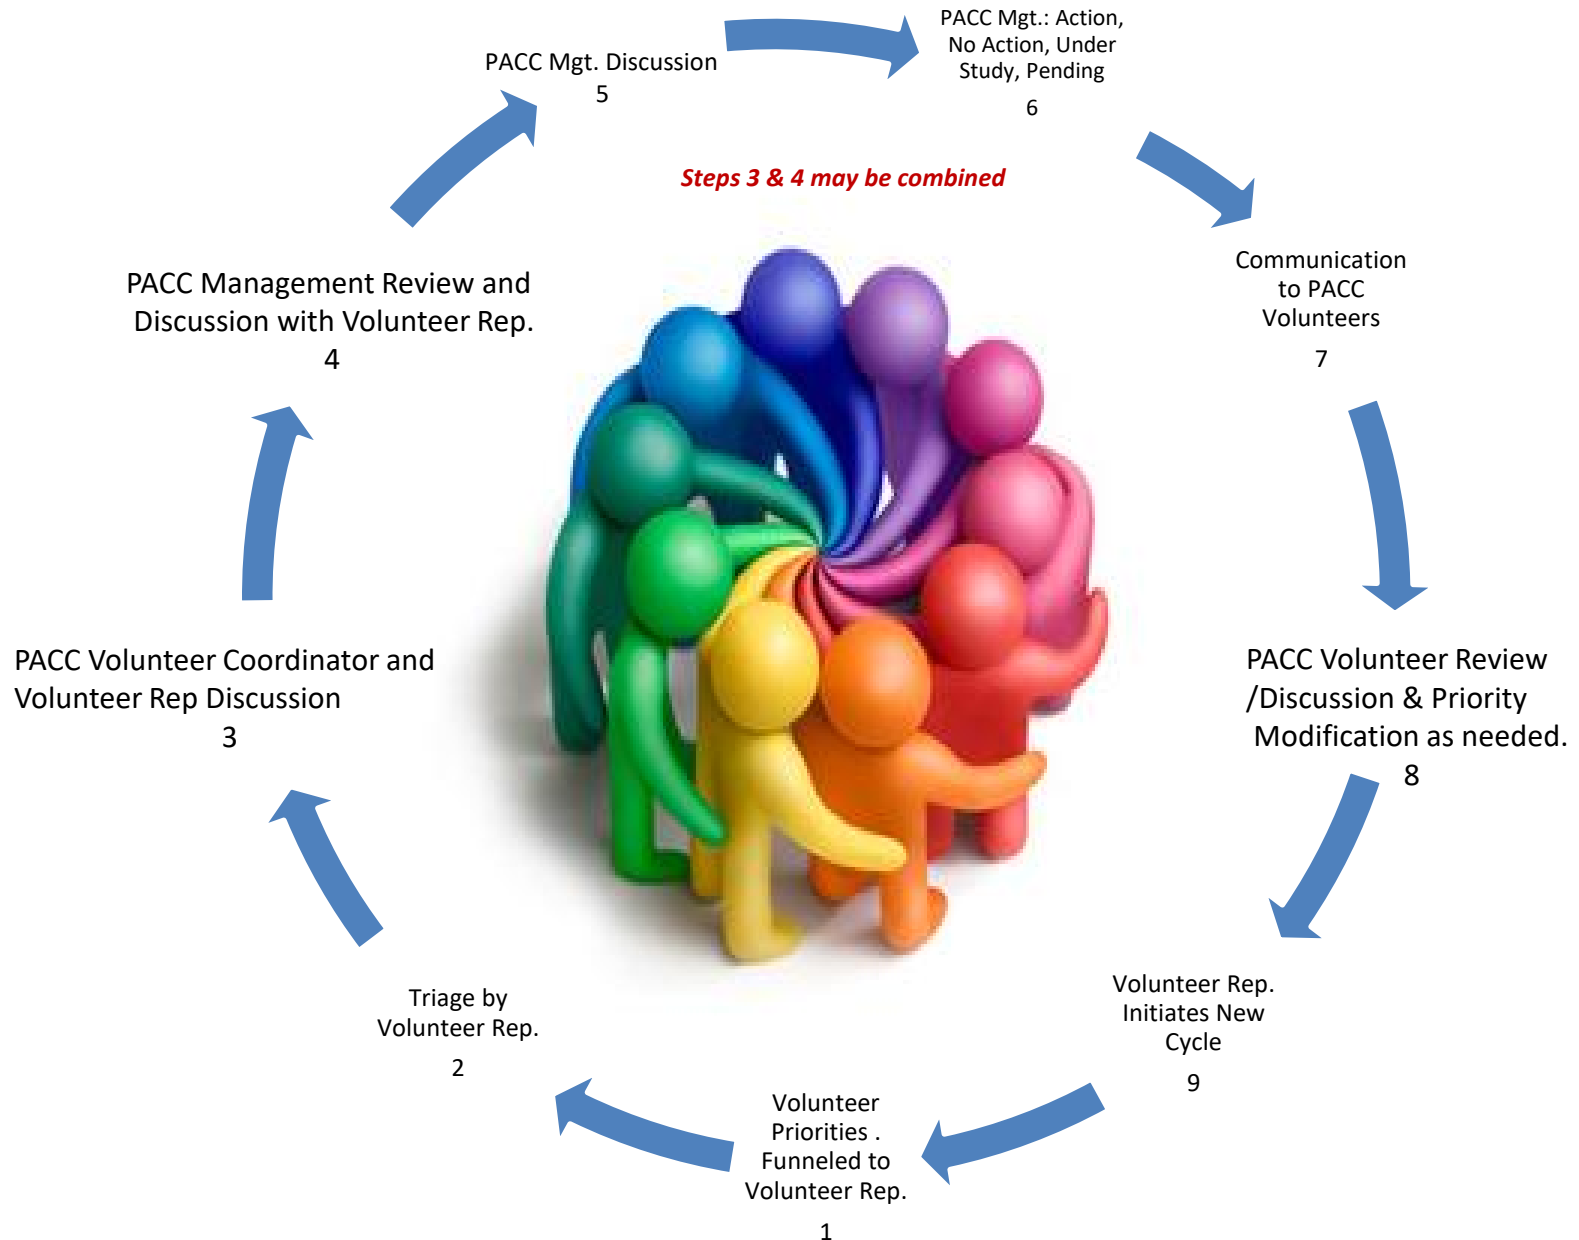 PACC Mgt.: Action,
No Action, Under
Study, Pending
6
PACC Mgt. Discussion
5
Steps 3 & 4 may be combined
Communication
to PACC
Volunteers
7
PACC Management Review and
Discussion with Volunteer Rep.
4
PACC Volunteer Coordinator and
Volunteer Rep Discussion
3
PACC Volunteer Review
/Discussion & Priority
Modification as needed.
8
Triage by
Volunteer Rep.
2
Volunteer Rep.
Initiates New
Cycle
9
Volunteer
Priorities .
Funneled to
Volunteer Rep.
1